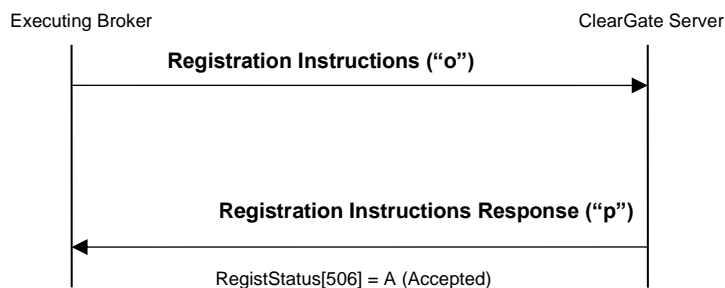 Executing Broker
ClearGate Server
Registration Instructions (“o”)
Registration Instructions Response (“p”)
RegistStatus[506] = A (Accepted)